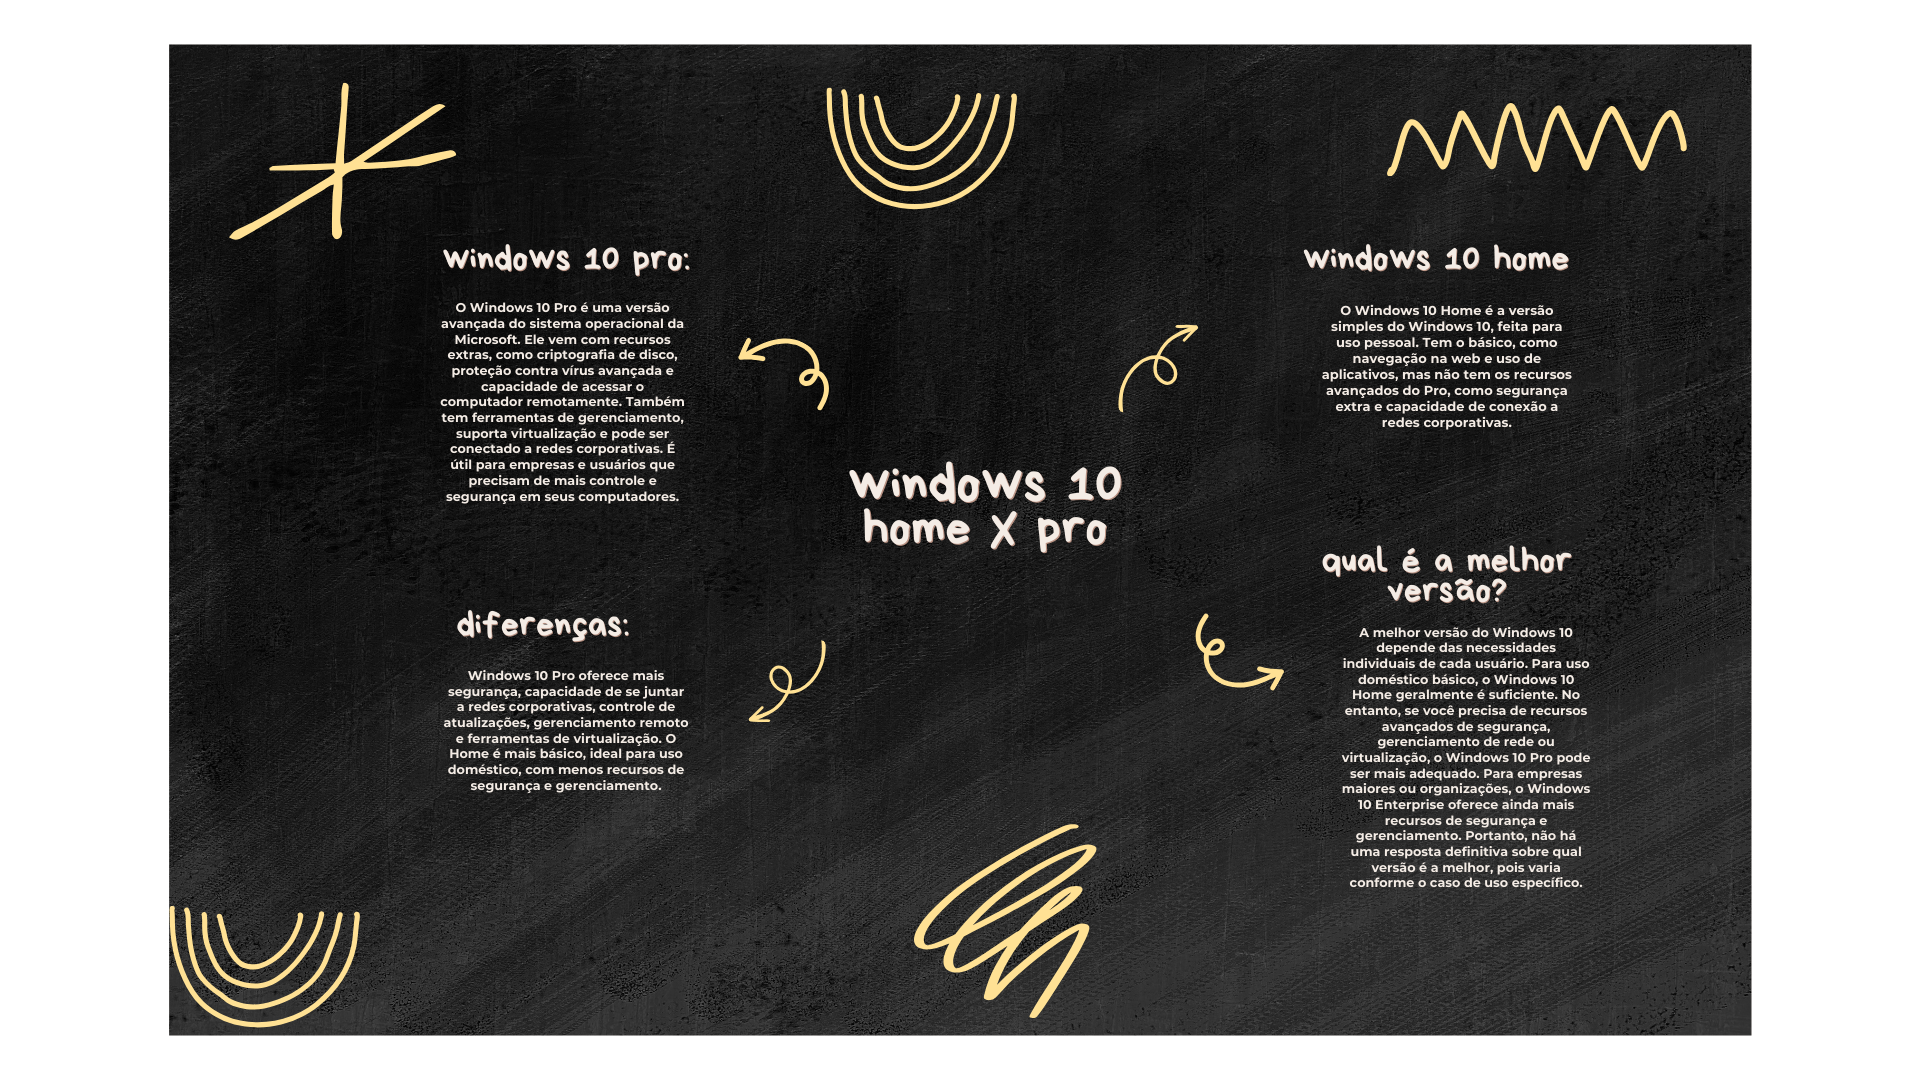 windows 10 pro:
O Windows 10 Pro é uma versão
avançada do sistema operacional da
Microsoft. Ele vem com recursos
extras, como criptografia de disco,
proteção contra vírus avançada e
capacidade de acessar o
computador remotamente. Também
tem ferramentas de gerenciamento,
suporta virtualização e pode ser
conectado a redes corporativas. É
útil para empresas e usuários que
precisam de mais controle e
segurança em seus computadores.
windows 10 home
O Windows 10 Home é a versão
simples do Windows 10, feita para
uso pessoal. Tem o básico, como
navegação na web e uso de
aplicativos, mas não tem os recursos
avançados do Pro, como segurança
extra e capacidade de conexão a
redes corporativas.
windows 10
home X pro
diferenças:
Windows 10 Pro oferece mais
segurança, capacidade de se juntar
a redes corporativas, controle de
atualizações, gerenciamento remoto
e ferramentas de virtualização. O
Home é mais básico, ideal para uso
doméstico, com menos recursos de
segurança e gerenciamento.
qual é a melhor
versão?
A melhor versão do Windows 10
depende das necessidades
individuais de cada usuário. Para uso
doméstico básico, o Windows 10
Home geralmente é suficiente. No
entanto, se você precisa de recursos
avançados de segurança,
gerenciamento de rede ou
virtualização, o Windows 10 Pro pode
ser mais adequado. Para empresas
maiores ou organizações, o Windows
10 Enterprise oferece ainda mais
recursos de segurança e
gerenciamento. Portanto, não há
uma resposta definitiva sobre qual
versão é a melhor, pois varia
conforme o caso de uso específico.